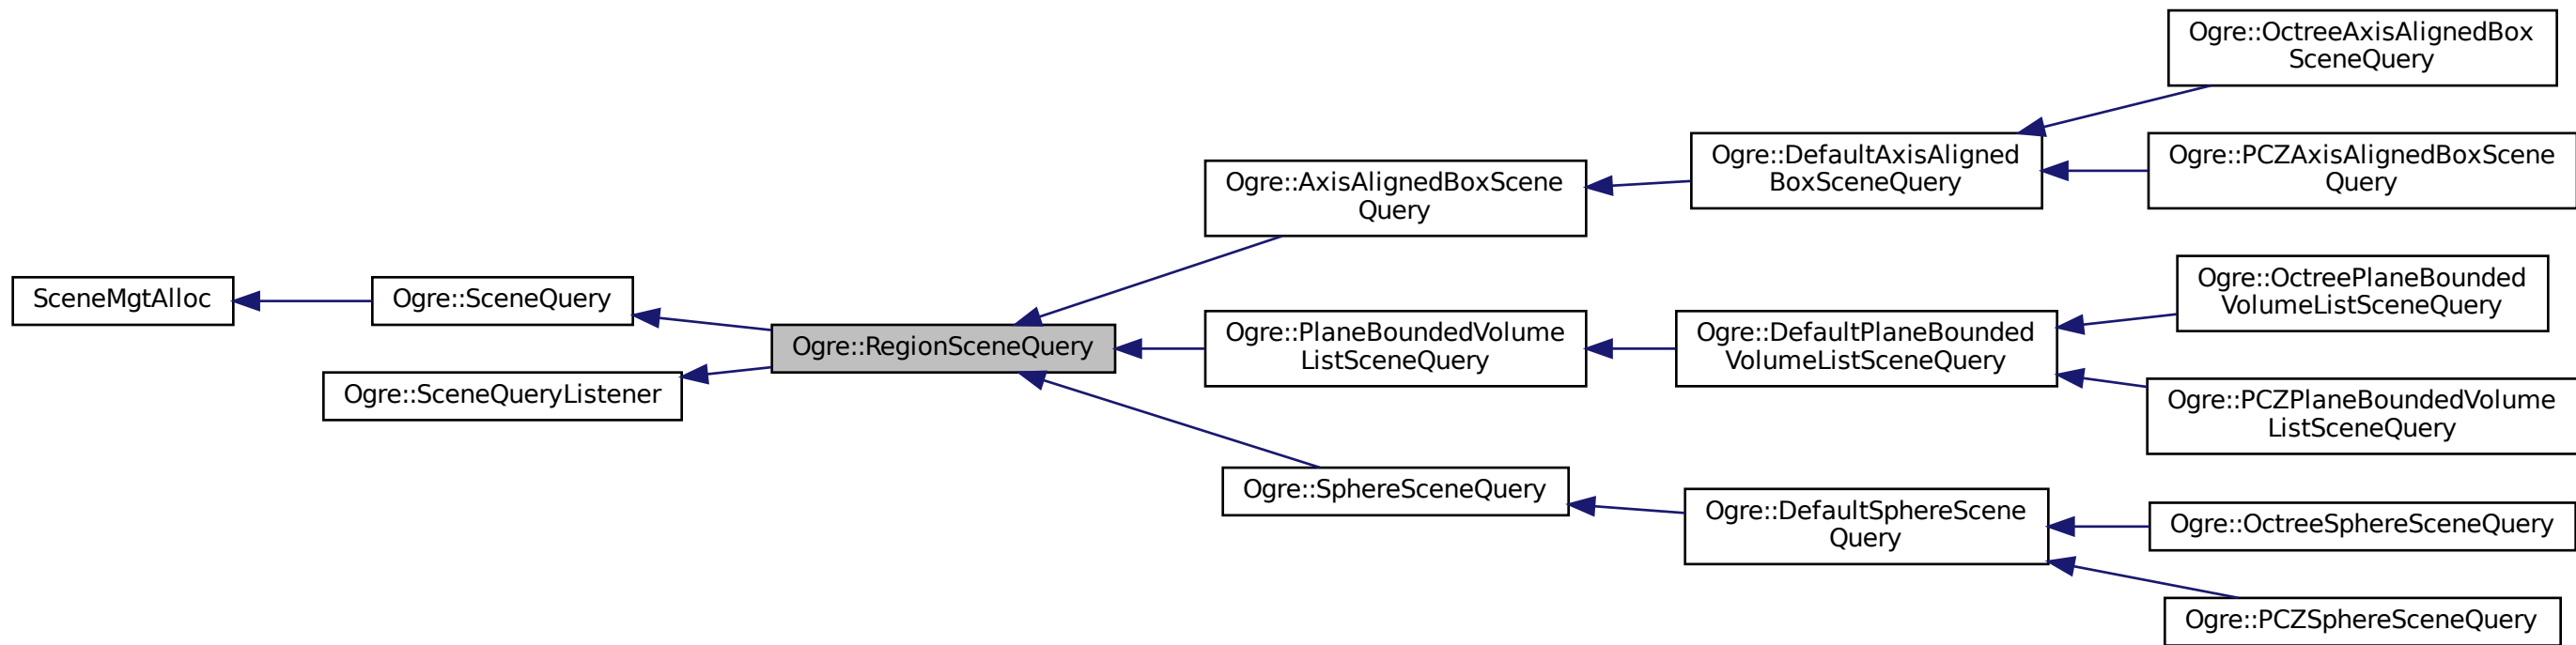 SceneMgtAlloc
Ogre::SceneQuery
Ogre::SceneQueryListener
Ogre::RegionSceneQuery
Ogre::AxisAlignedBoxScene
Query
Ogre::PlaneBoundedVolume
ListSceneQuery
Ogre::SphereSceneQuery
Ogre::DefaultAxisAligned
BoxSceneQuery
Ogre::DefaultPlaneBounded
VolumeListSceneQuery
Ogre::DefaultSphereScene
Query
Ogre::OctreeAxisAlignedBox
SceneQuery
Ogre::PCZAxisAlignedBoxScene
Query
Ogre::OctreePlaneBounded
VolumeListSceneQuery
Ogre::PCZPlaneBoundedVolume
ListSceneQuery
Ogre::OctreeSphereSceneQuery
Ogre::PCZSphereSceneQuery